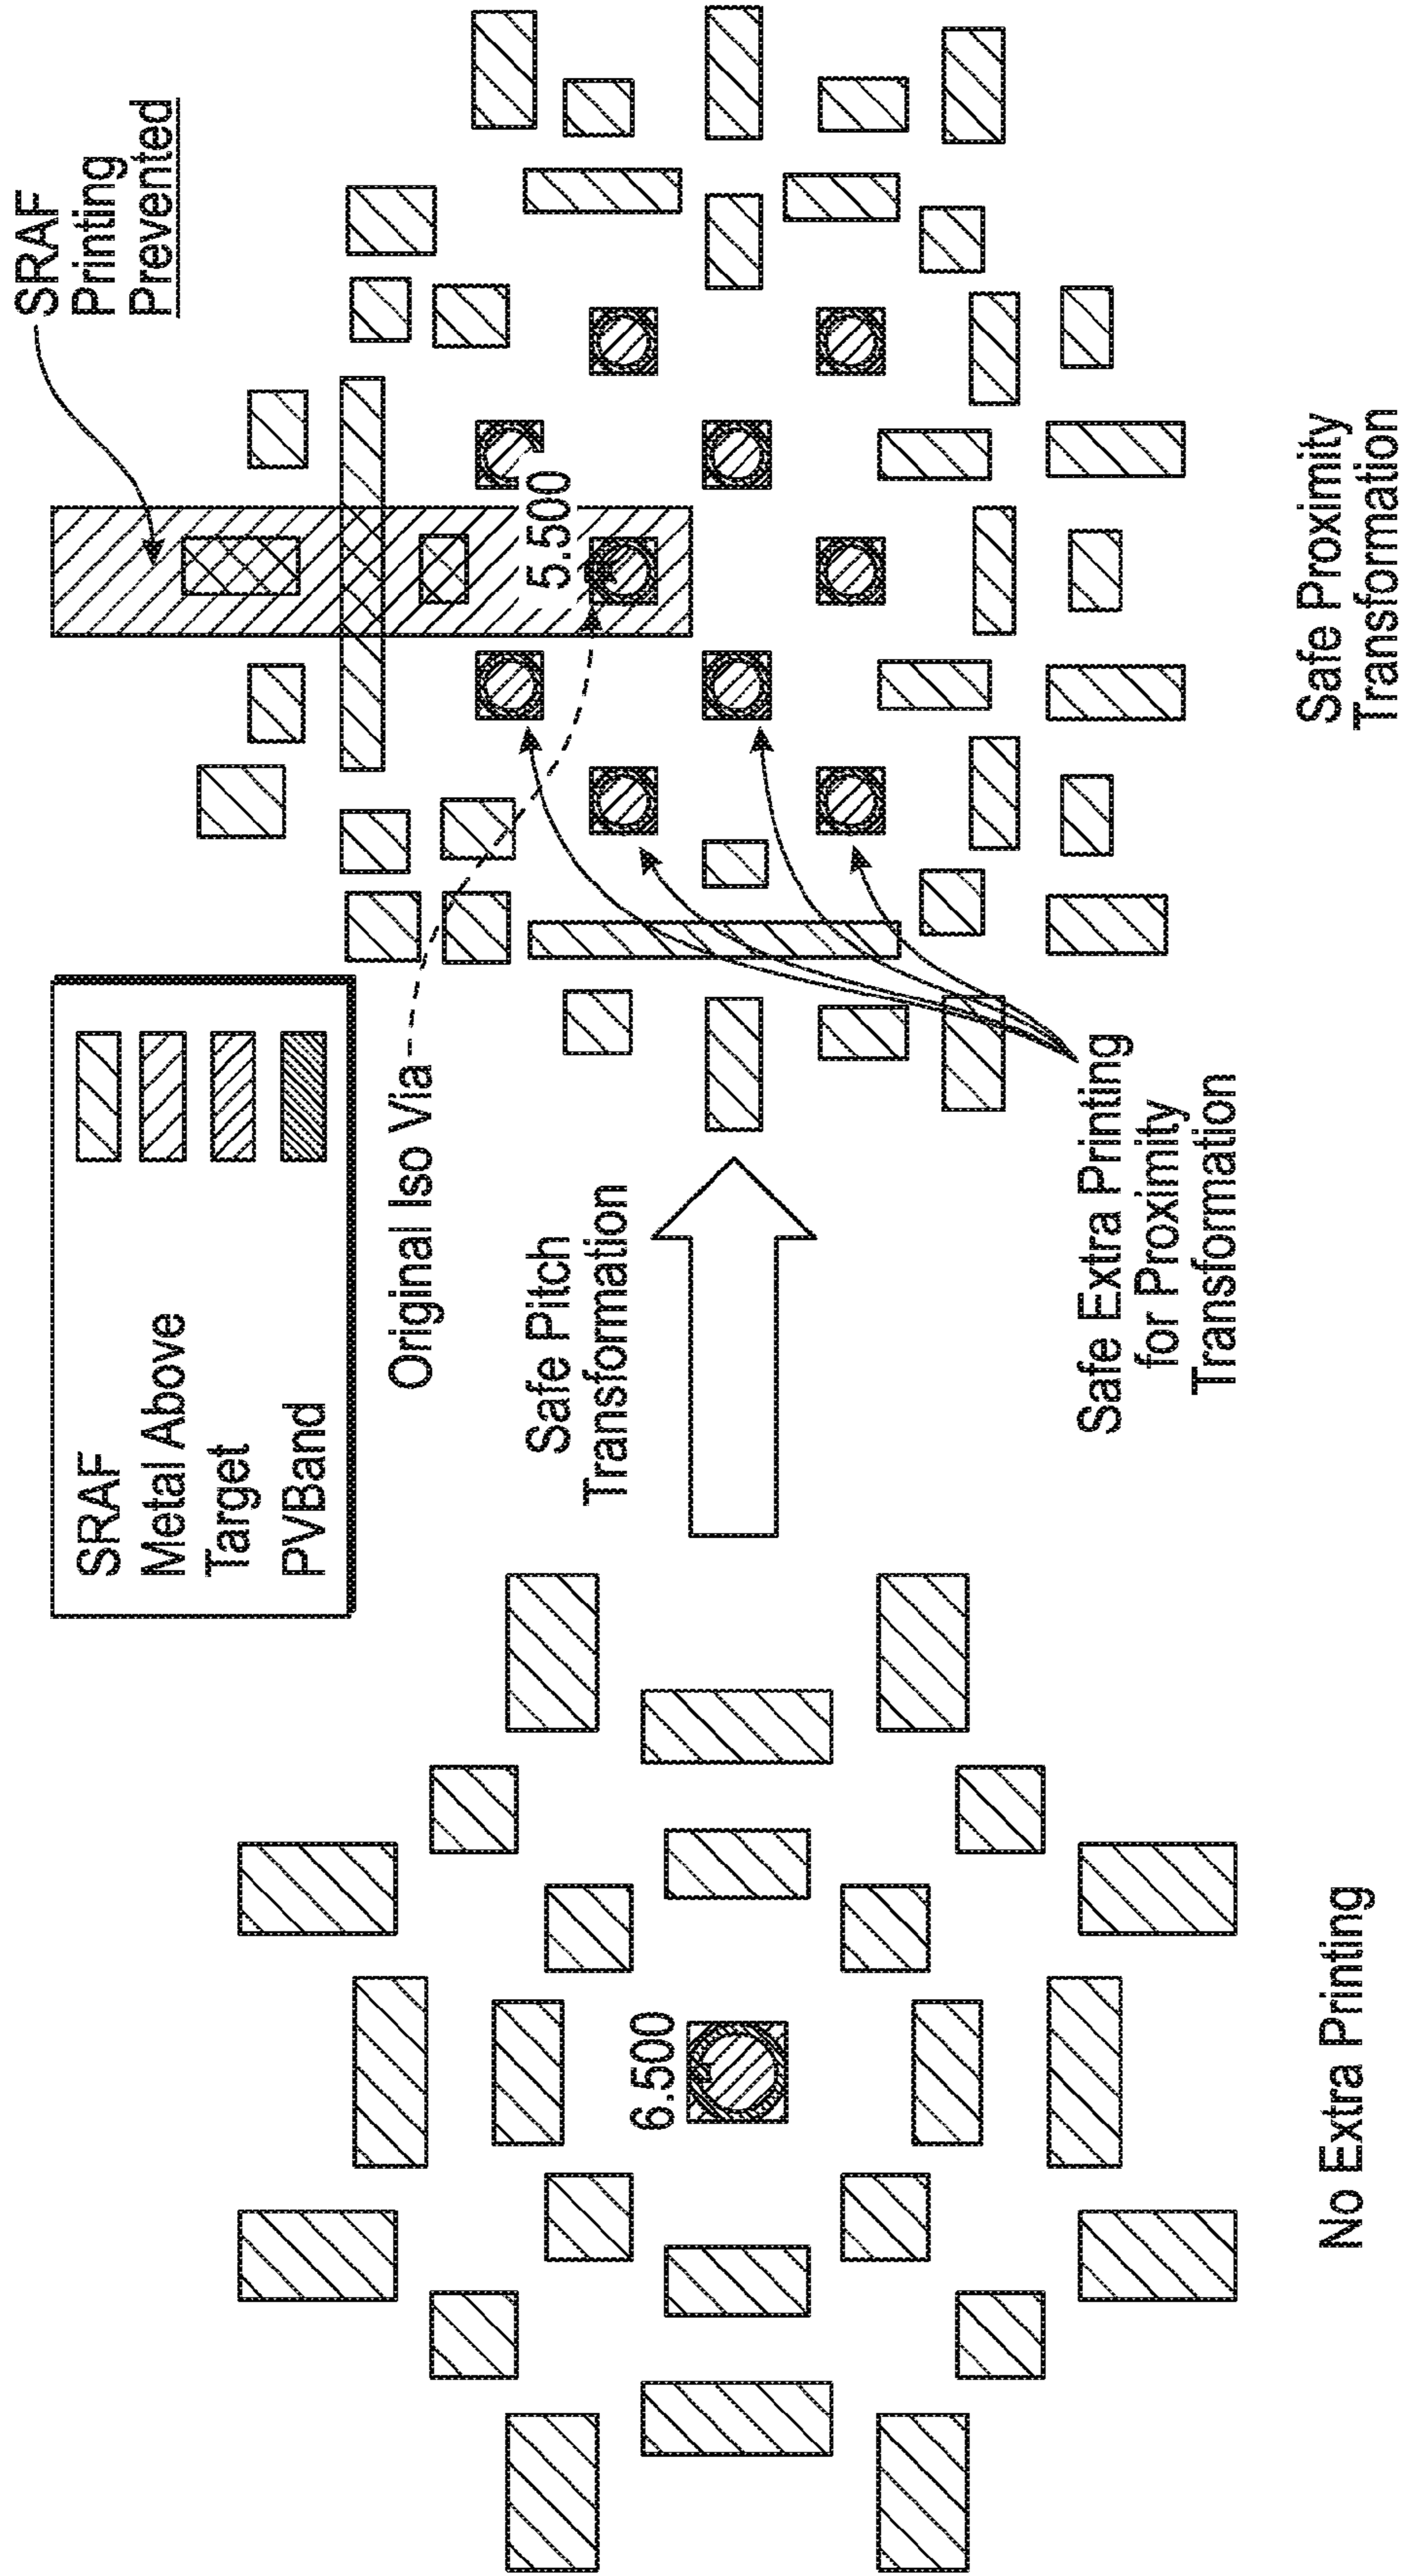 SRAF
Metal Above
Target
PVBand
SRAF
Printing
Prevented
Original Iso Via
5.500
Safe Pitch
Transformation
6.500
Safe Extra Printing
for Proximity
Transformation
No Extra Printing
Safe Proximity
Transformation